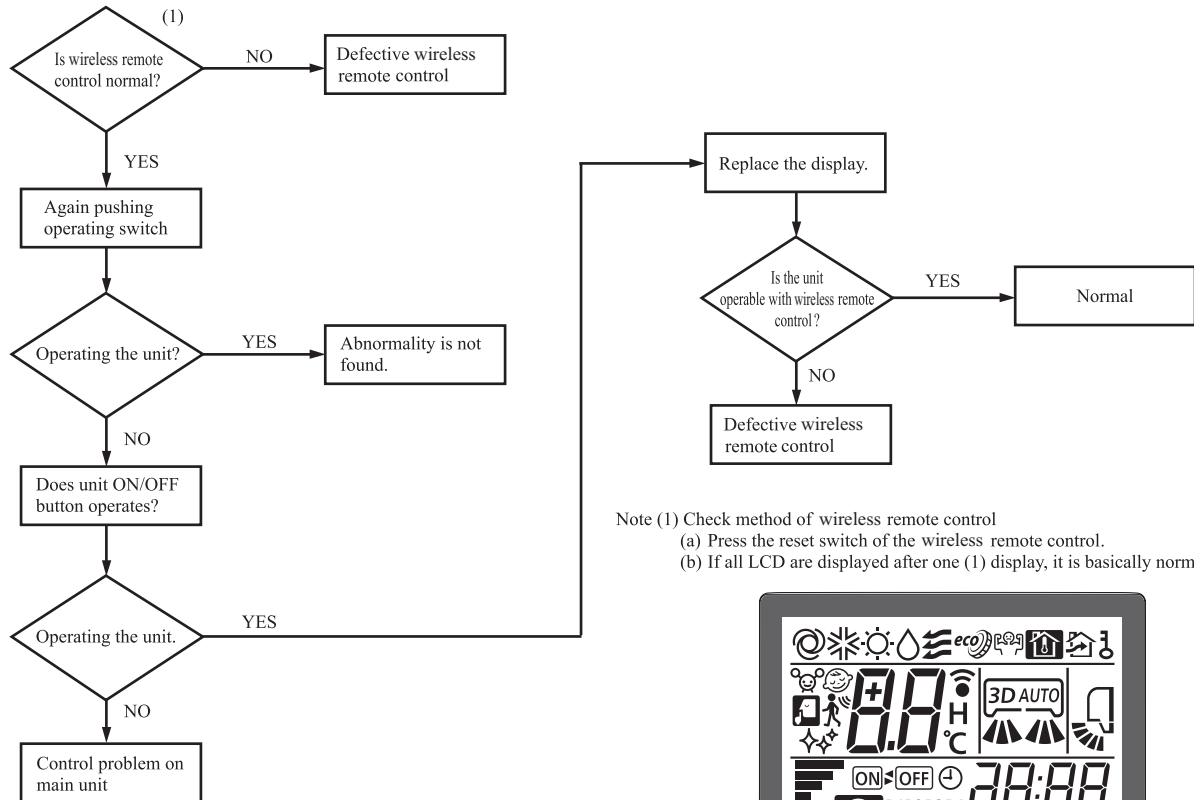 (1)
Is wireless remote
control normal?
NO
Defective wireless
remote control
YES
Again pushing
operating switch
Operating the unit?
YES
Abnormality is not
found.
NO
Does unit ON/OFF
button operates?
Operating the unit.
YES
NO
Control problem on
main unit
Replace the display.
Is the unit
operable with wireless remote
control?
YES
Normal
NO
Defective wireless
remote control
Note (1) Check method of wireless remote control
(a) Press the reset switch of the wireless remote control.
(b) If all LCD are displayed after one (1) display, it is basically norm
eco
+
8.8
H
°C
3D AUTO
ON OFF